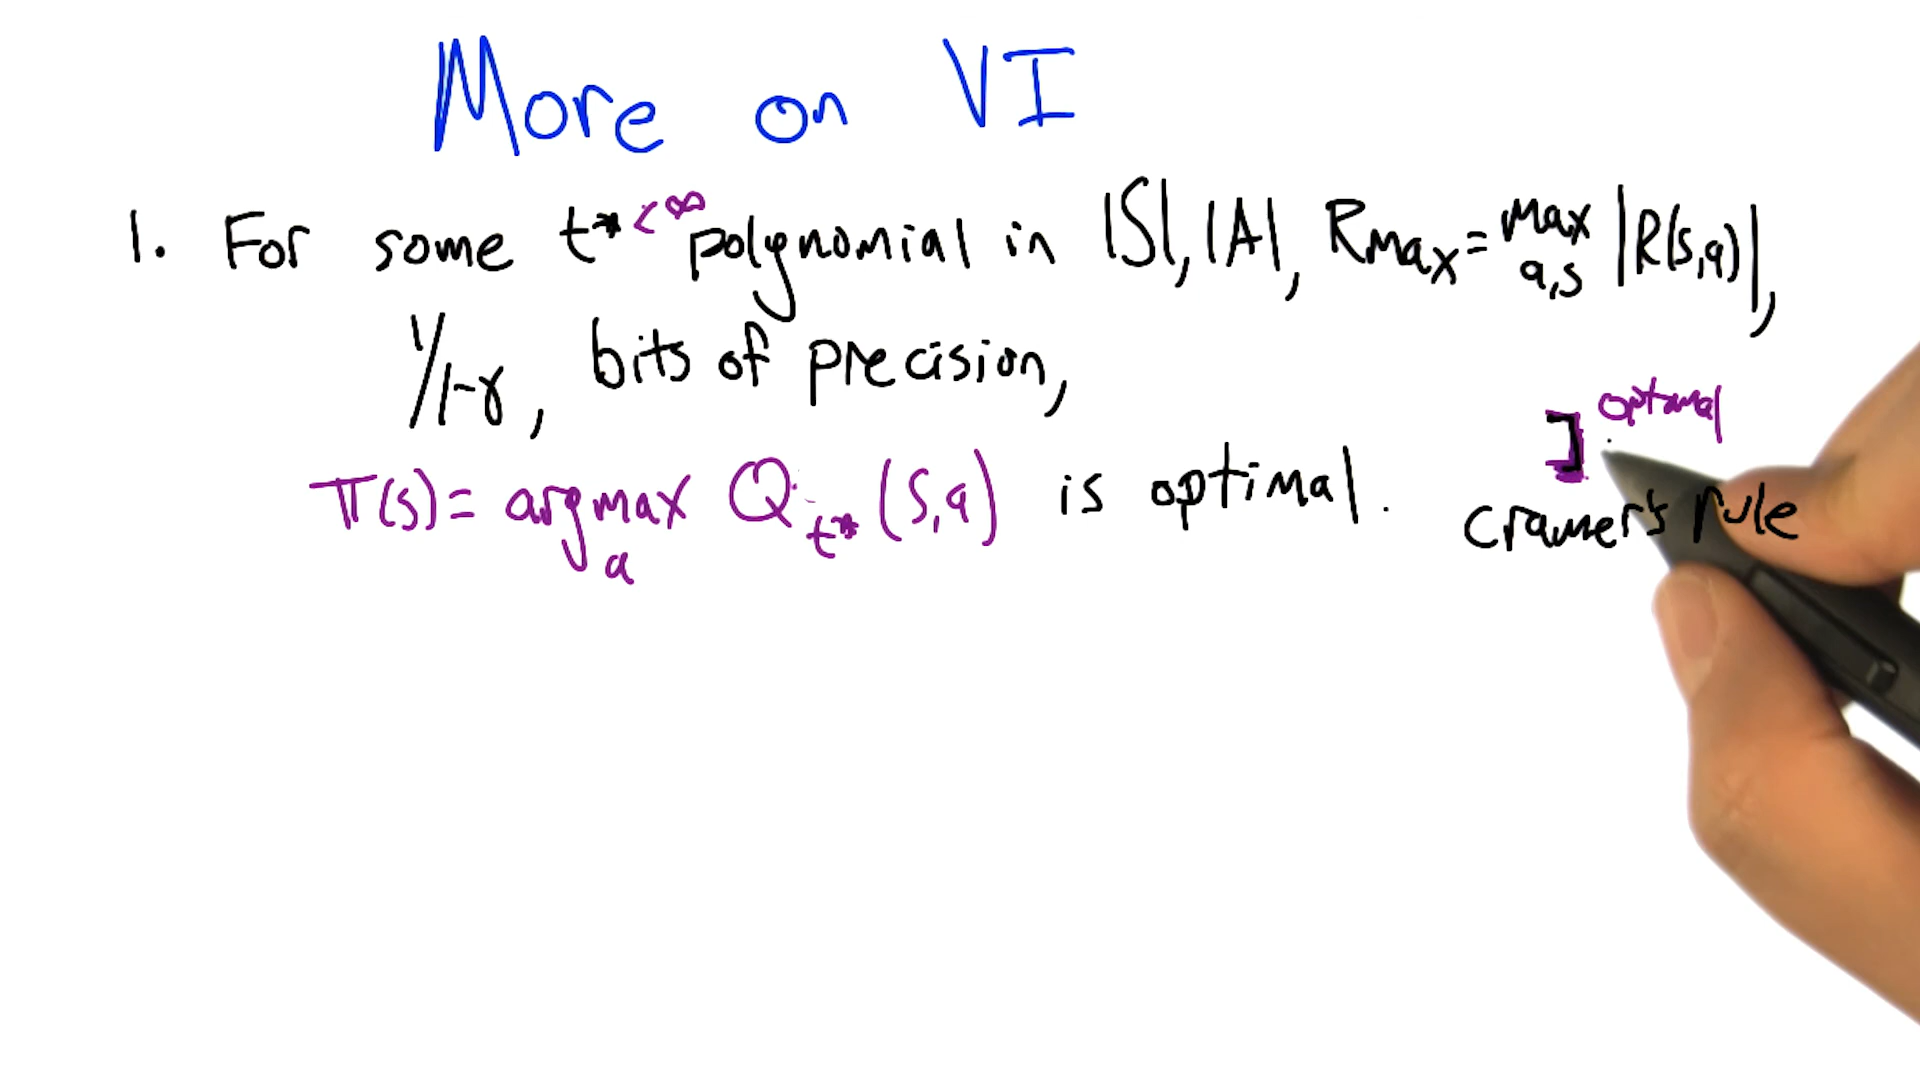 More on VI
1. For some t* < ∞ polynomial in |S|, |A|, Rmax = max a,s |R(s,a)|,
1/1-γ, bits of precision,
π(s) = argmax a Q t* (s,a) is optimal.
] optimal
Cramer's rule